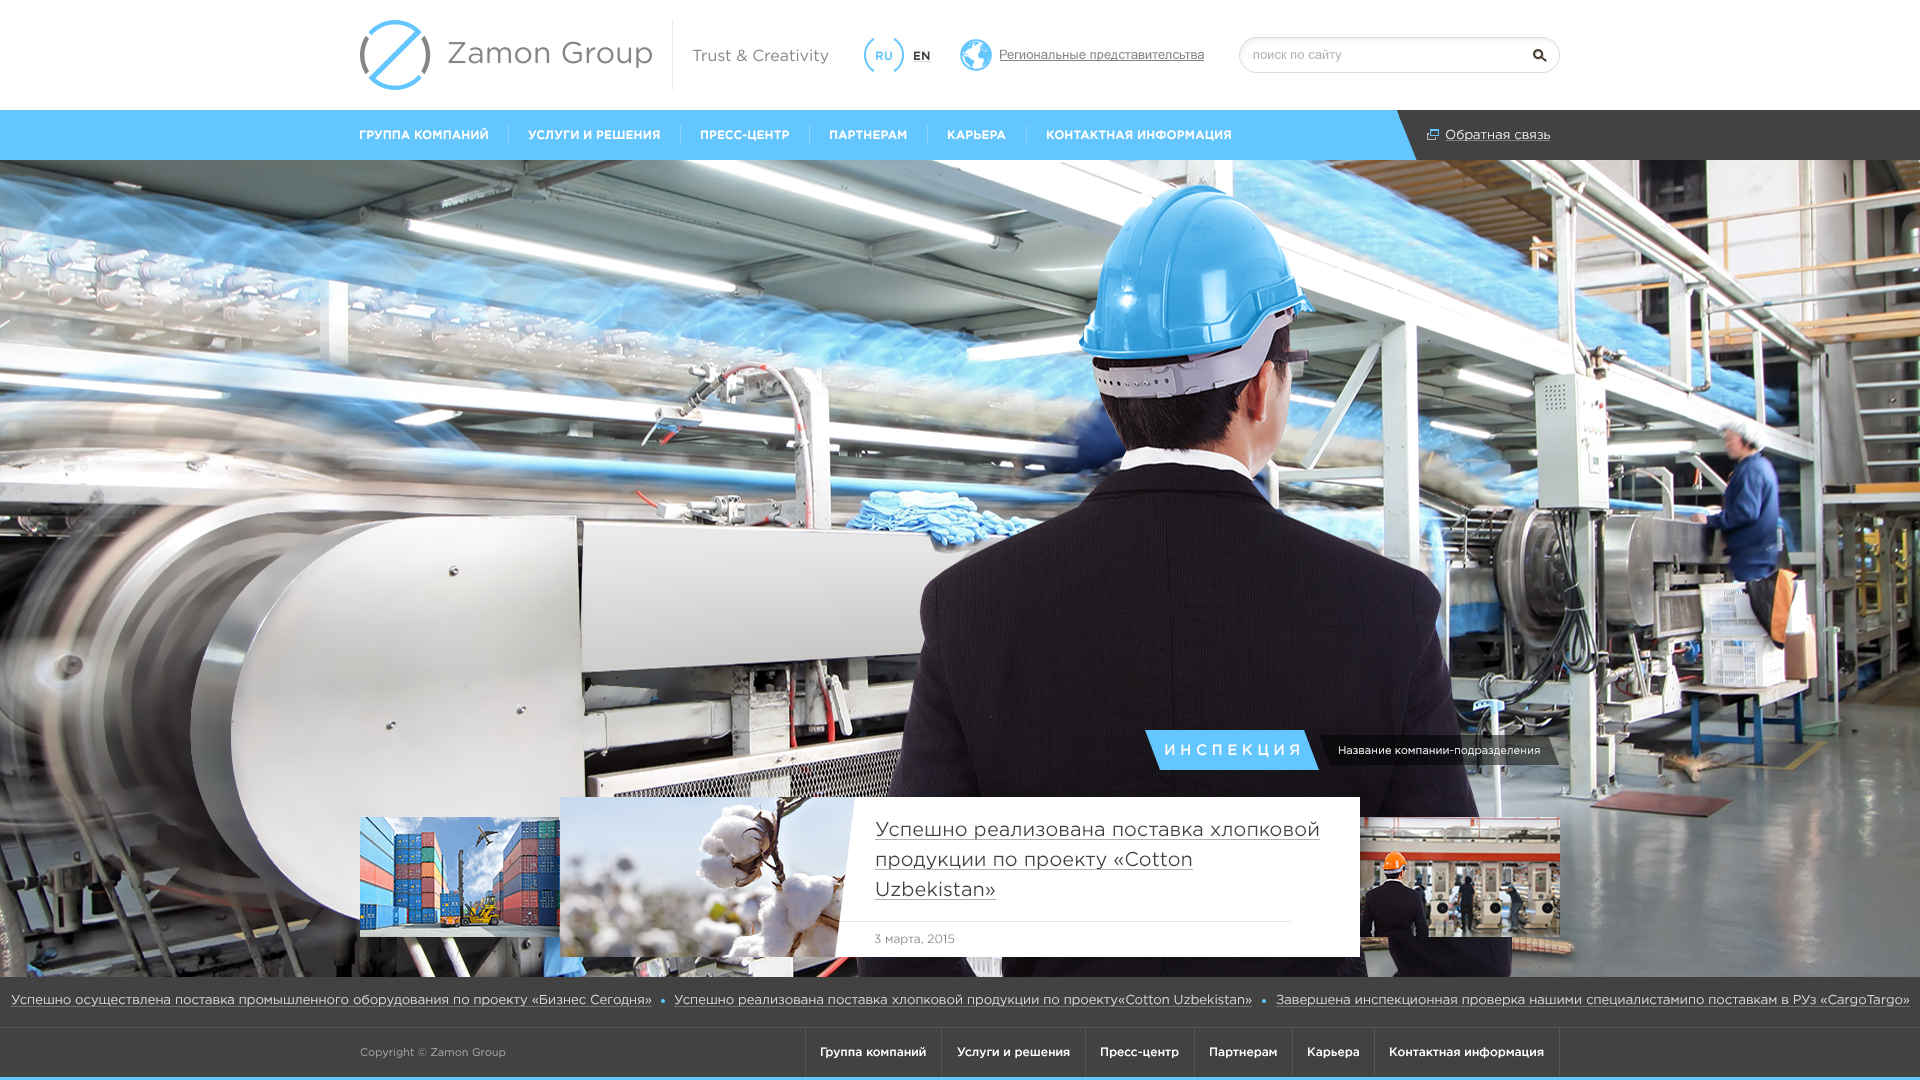 Zamon Group
Trust & Creativity
RU
EN
Региональные представительства
поиск по сайту
ГРУППА КОМПАНИЙ
УСЛУГИ И РЕШЕНИЯ
ПРЕСС-ЦЕНТР
ПАРТНЕРАМ
КАРЬЕРА
КОНТАКТНАЯ ИНФОРМАЦИЯ
Обратная связь
ИНСПЕКЦИЯ
Название компании-подразделения
Успешно реализована поставка хлопковой
продукции по проекту «Cotton
Uzbekistan»
3 марта, 2015
Успешно осуществлена поставка промышленного оборудования по проекту «Бизнес Сегодня» • Успешно реализована поставка хлопковой продукции по проекту«Cotton Uzbekistan» • Завершена инспекционная проверка нашими специалистамипо поставкам в РУз «CargoTargo»
Copyright © Zamon Group
Группа компаний
Услуги и решения
Пресс-центр
Партнерам
Карьера
Контактная информация